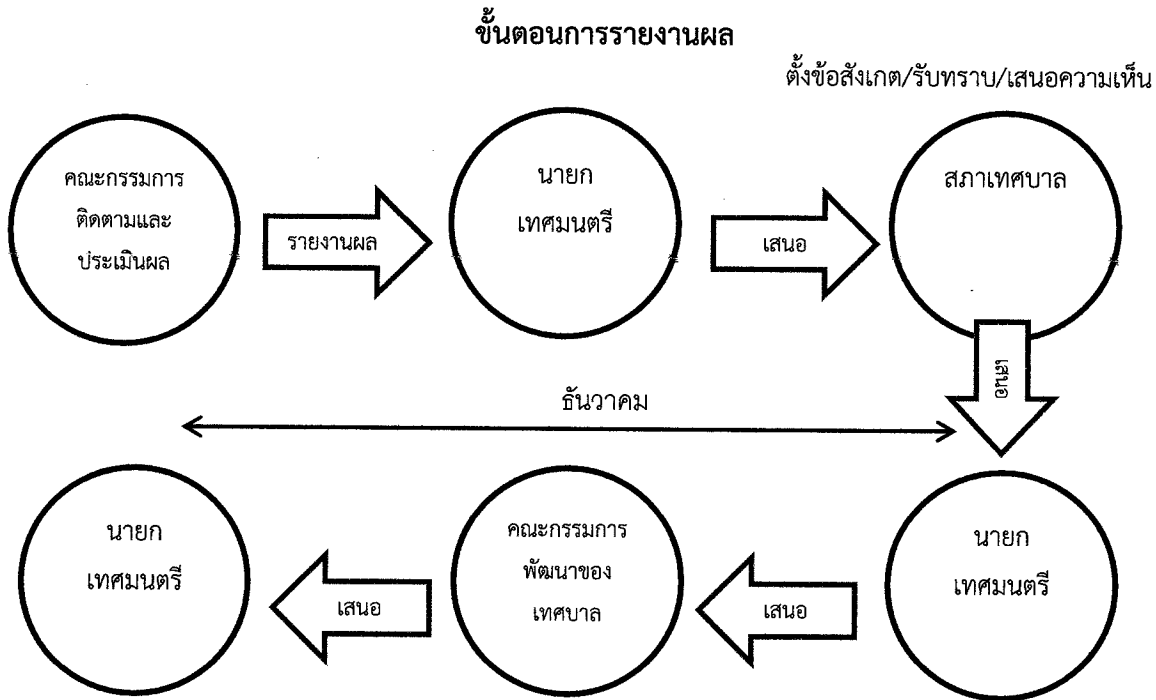 ขั้นตอนการรายงานผล
ตั้งข้อสังเกต/รับทราบ/เสนอความเห็น
คณะกรรมการ
ติดตามและ
ประเมินผล
รายงานผล
นายก
เทศมนตรี
เสนอ
สภาเทศบาล
เสนอ
ธันวาคม
นายก
เทศมนตรี
เสนอ
คณะกรรมการ
พัฒนาของ
เทศบาล
เสนอ
นายก
เทศมนตรี